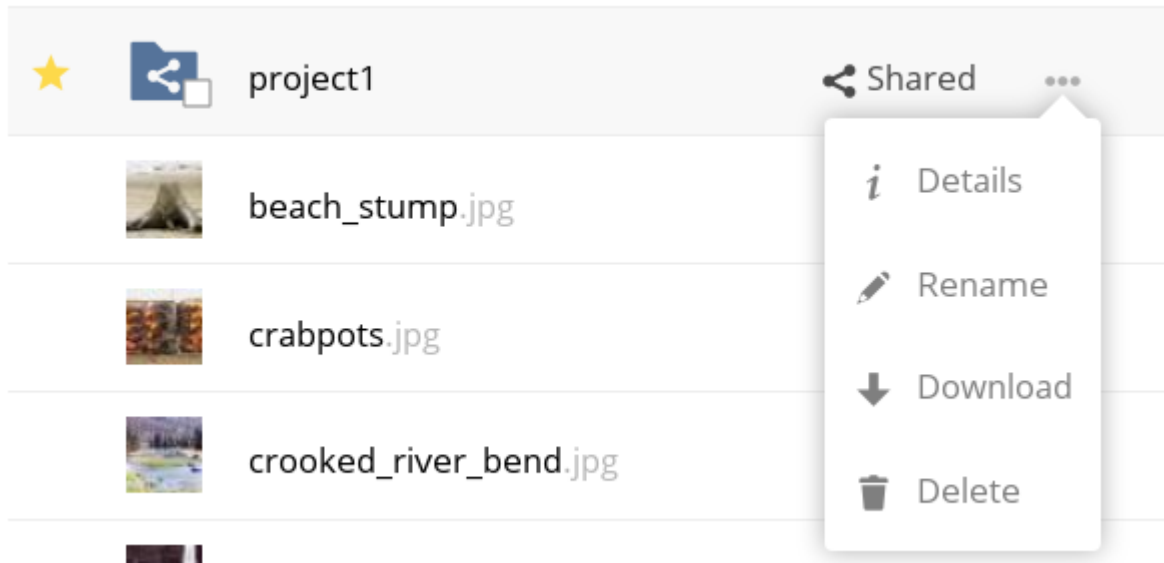 project1
Shared
Details
beach_stump.jpg
Rename
crabpots.jpg
Download
crooked_river_bend.jpg
Delete